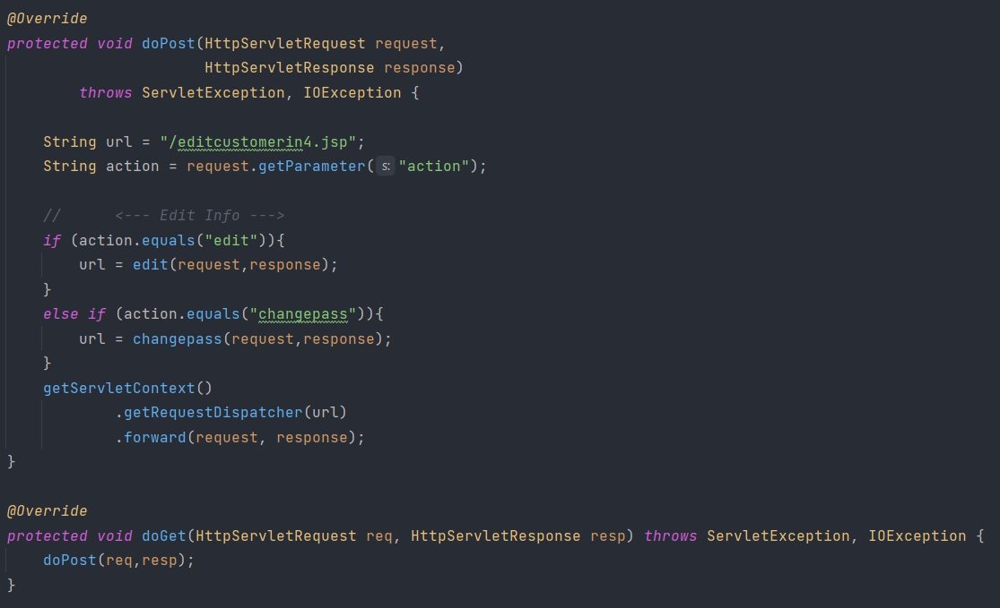 @Override
protected void doPost(HttpServletRequest request,
                      HttpServletResponse response)
        throws ServletException, IOException {

    String url = "/editcustomerin4.jsp";
    String action = request.getParameter( s: "action");

    //      <--- Edit Info --->
    if (action.equals("edit")){
        url = edit(request,response);
    }
    else if (action.equals("changepass")){
        url = changepass(request,response);
    }
    getServletContext()
            .getRequestDispatcher(url)
            .forward(request, response);
}

@Override
protected void doGet(HttpServletRequest req, HttpServletResponse resp) throws ServletException, IOException {
    doPost(req,resp);
}